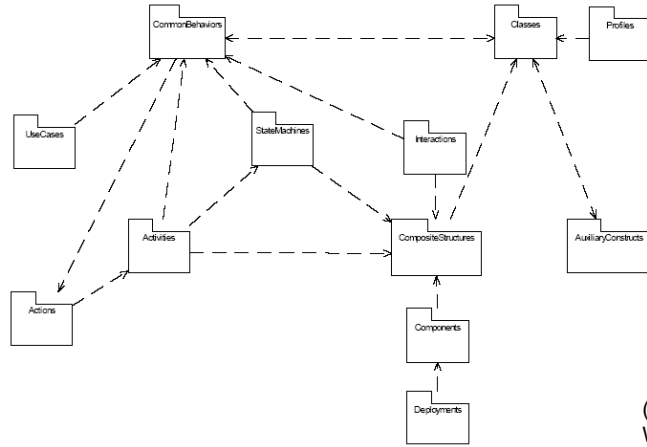 CommonBehaviors
Classes
Profiles
UseCases
StateMachines
Interactions
Activities
CompositeStructures
AuxiliaryConstructs
Actions
Components
Deployments